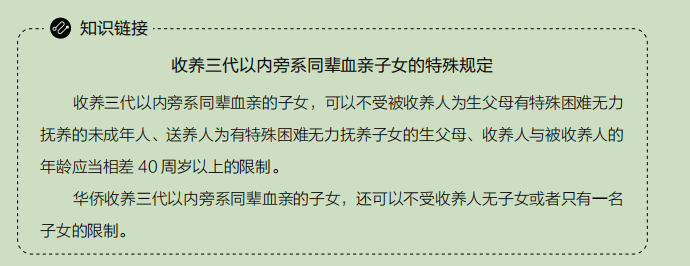 知识链接
收养三代以内旁系同辈血亲子女的特殊规定
收养三代以内旁系同辈血亲的子女，可以不受被收养人为生父母有特殊困难无力
抚养的未成年人、送养人为有特殊困难无力抚养子女的生父母、收养人与被收养人的
年龄应当相差 40 周岁以上的限制。
华侨收养三代以内旁系同辈血亲的子女，还可以不受收养人无子女或者只有一名
子女的限制。